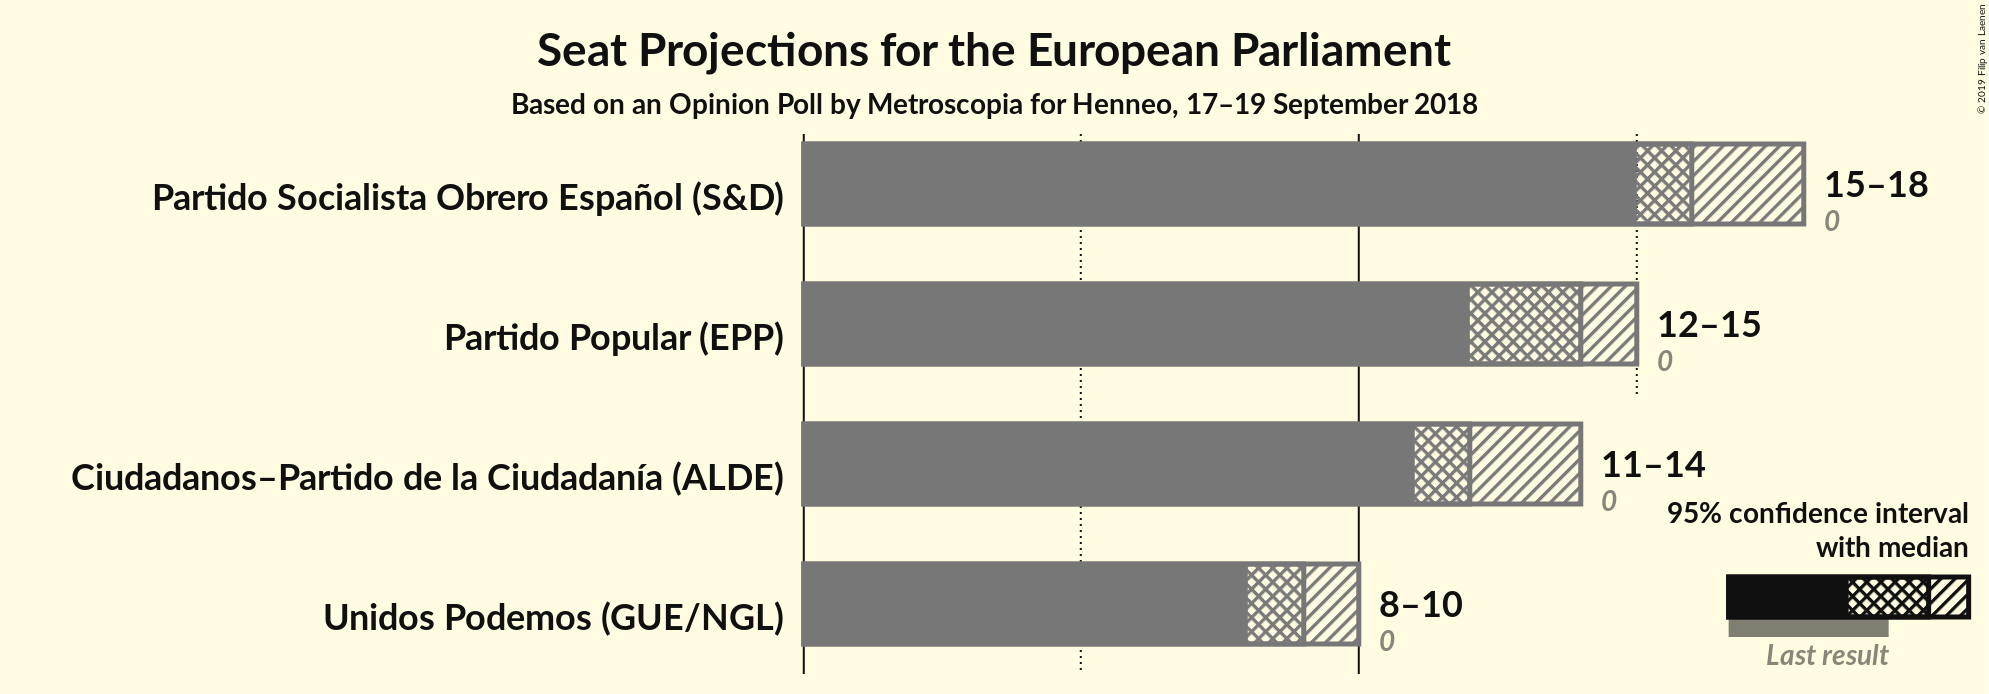 Seat Projections for the European Parliament
Based on an Opinion Poll by Metroscopia for Henneo, 17–19 September 2018
© 2019 Filip van Laenen
Partido Socialista Obrero Español (S&D)
15–18
0
Partido Popular (EPP)
12–15
0
Ciudadanos–Partido de la Ciudadanía (ALDE)
11–14
0
Unidos Podemos (GUE/NGL)
8–10
0
95% confidence interval
with median
Last result